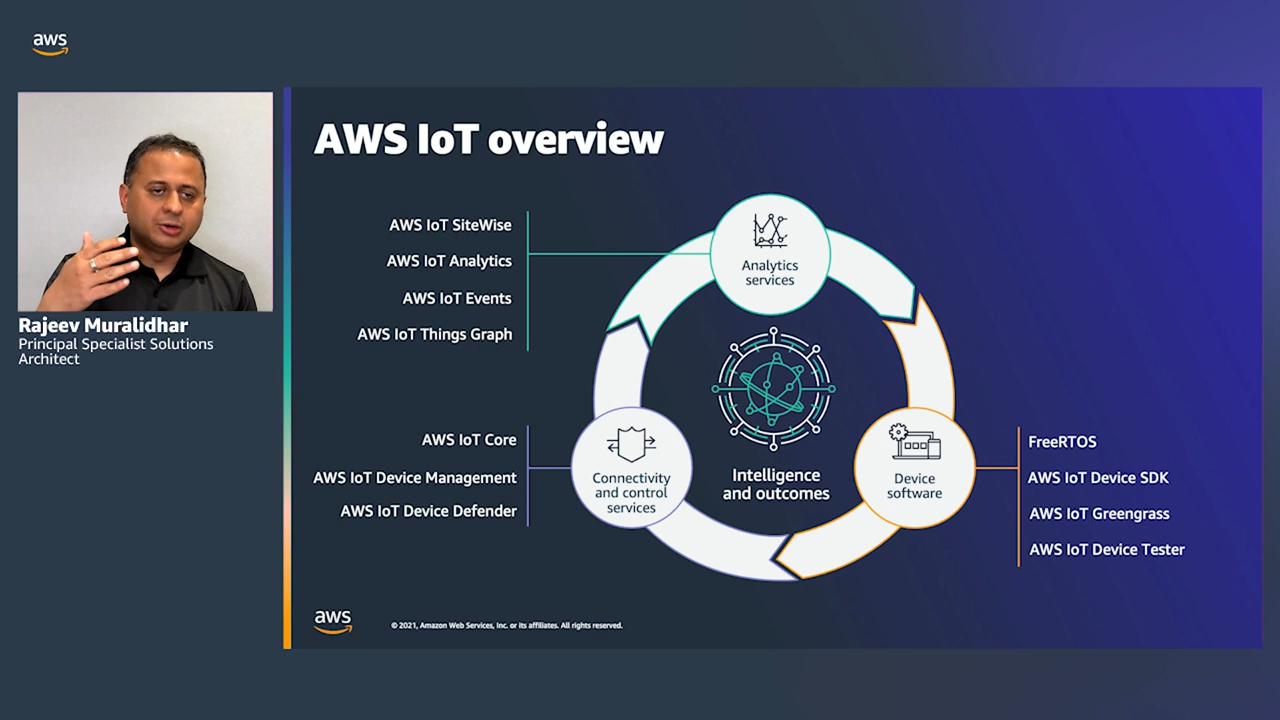 aws
Rajeev Muralidhar
Principal Specialist Solutions
Architect
AWS IoT overview
AWS IoT SiteWise
AWS IoT Analytics
AWS IoT Events
AWS IoT Things Graph
Analytics
services
AWS IoT Core
AWS IoT Device Management
AWS IoT Device Defender
Connectivity
and control
services
Intelligence
and outcomes
Device
software
FreeRTOS
AWS IoT Device SDK
AWS IoT Greengrass
AWS IoT Device Tester
aws
© 2021, Amazon Web Services, Inc. or its affiliates. All rights reserved.